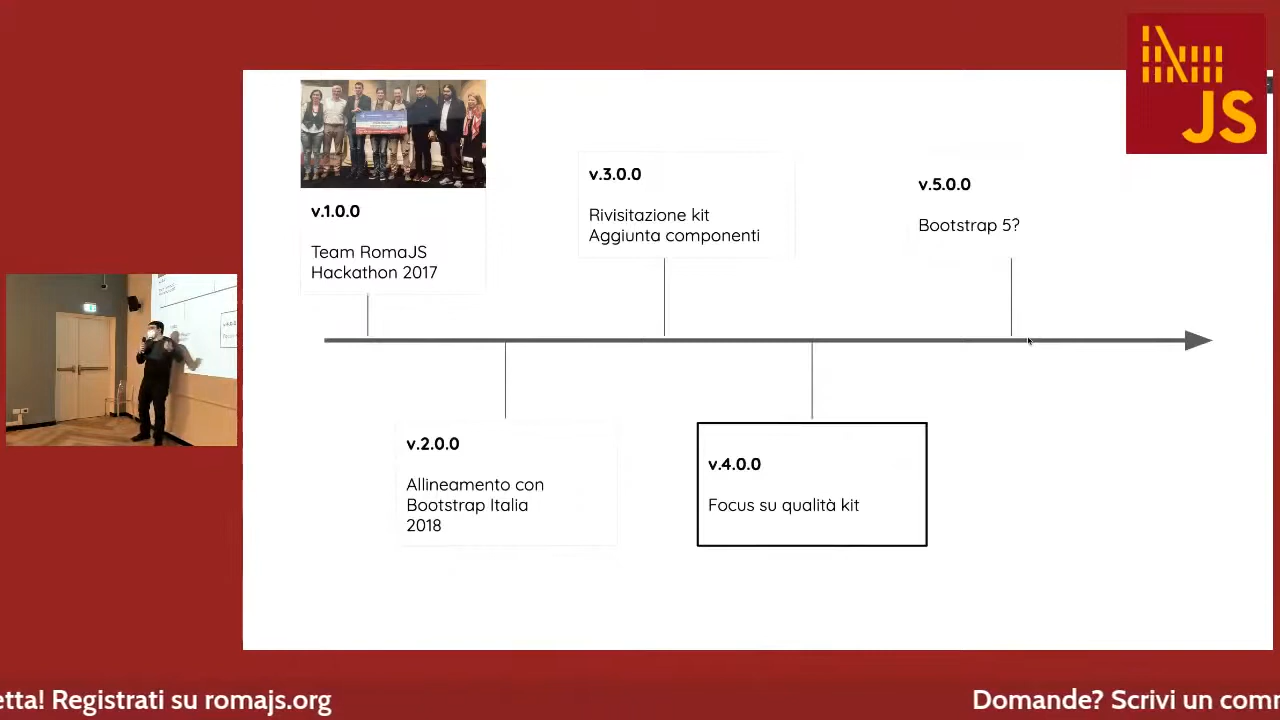 JS
v.1.0.0
Team RomaJS
Hackathon 2017
v.3.0.0
Rivisitazione kit
Aggiunta componenti
v.5.0.0
Bootstrap 5?
v.2.0.0
Allineamento con
Bootstrap Italia
2018
v.4.0.0
Focus su qualità kit
etta! Registrati su romajs.org
Domande? Scrivi un com